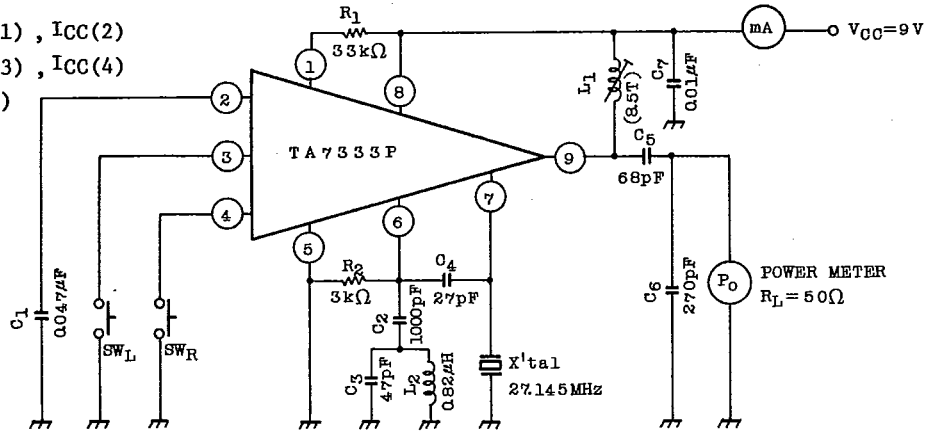 1) , ICC(2)
3) , ICC(4)
)
R1
33kΩ
mA
VCC=9V
1
8
L1
(8.5T)
C7
0.01μF
2
3
4
TA7333P
9
C5
68pF
7
6
5
R2
3kΩ
C4
27pF
C2
1000pF
C1
0.047μF
SWL
SWR
C3
47pF
L2
0.82μH
X'tal
27.145MHz
C6
270pF
PO
POWER METER
RL=50Ω